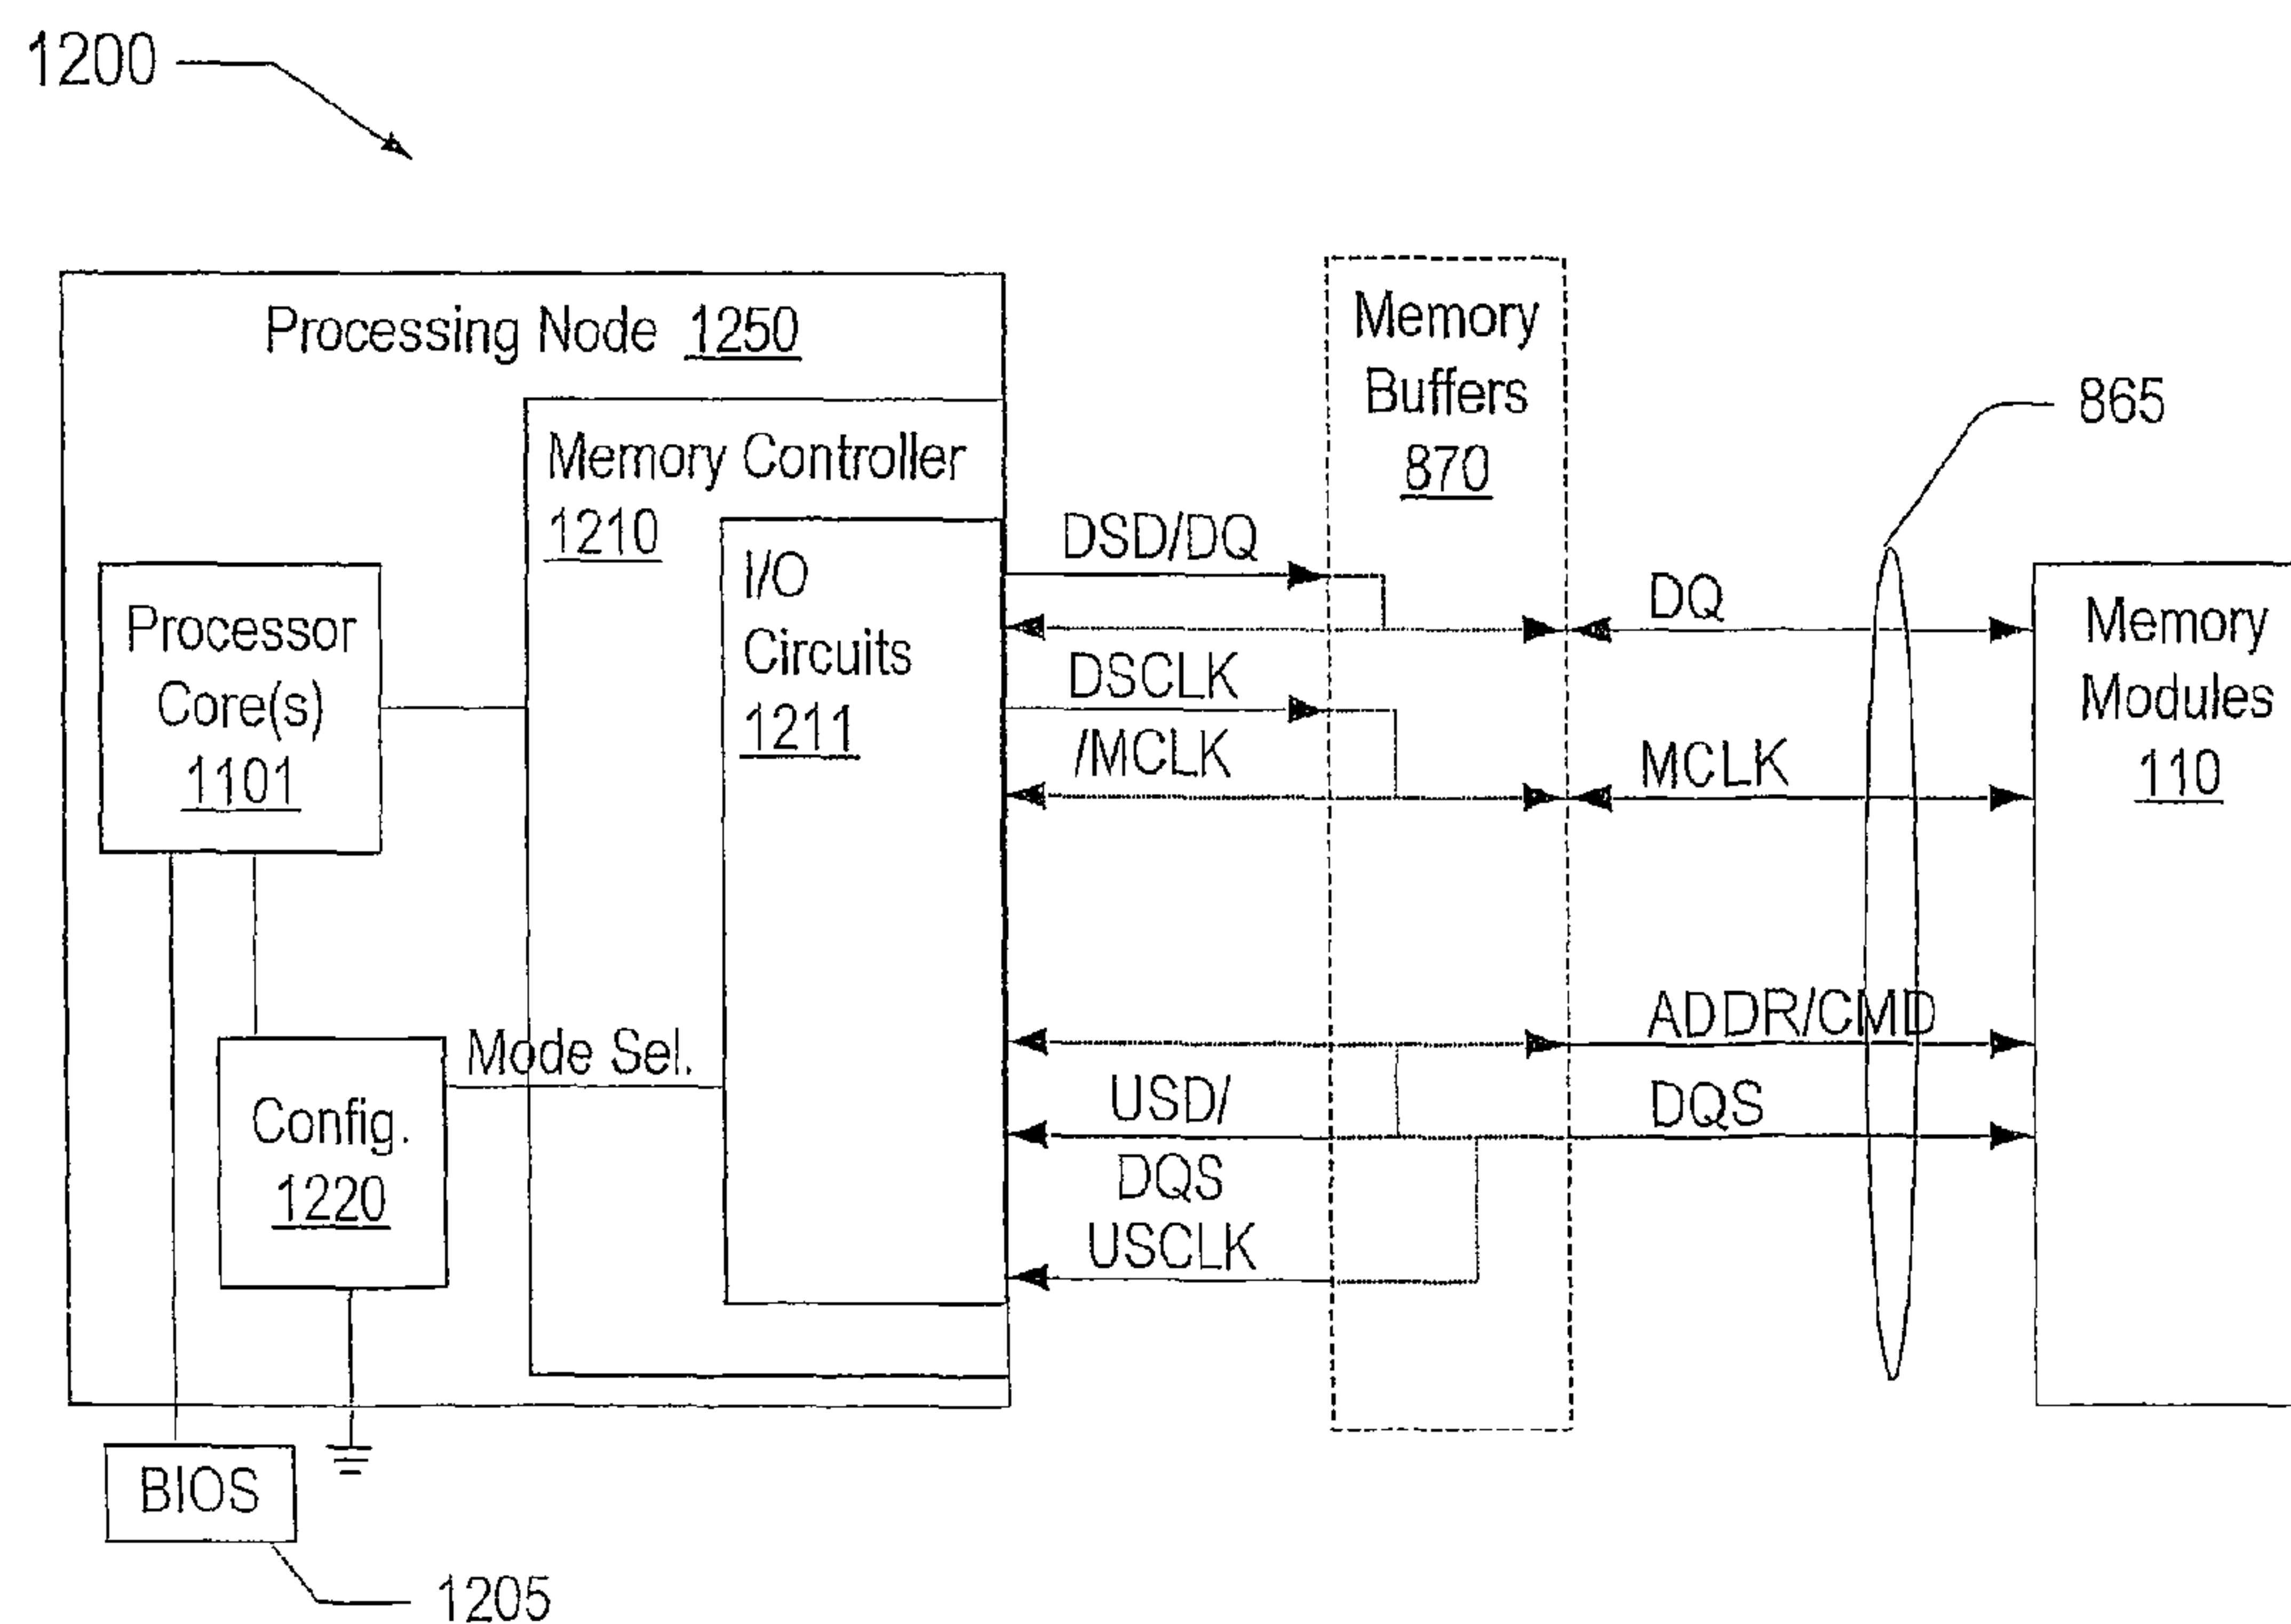 1200
Processing Node 1250
Memory Controller
1210
I/O
Circuits
1211
Processor
Core(s)
1101
Mode Sel.
Config.
1220
BIOS
1205
Memory
Buffers
870
DSD/DQ
DSCLK
/MCLK
USD/
DQS
USCLK
DQ
MCLK
ADDR/CMD
DQS
865
Memory
Modules
110